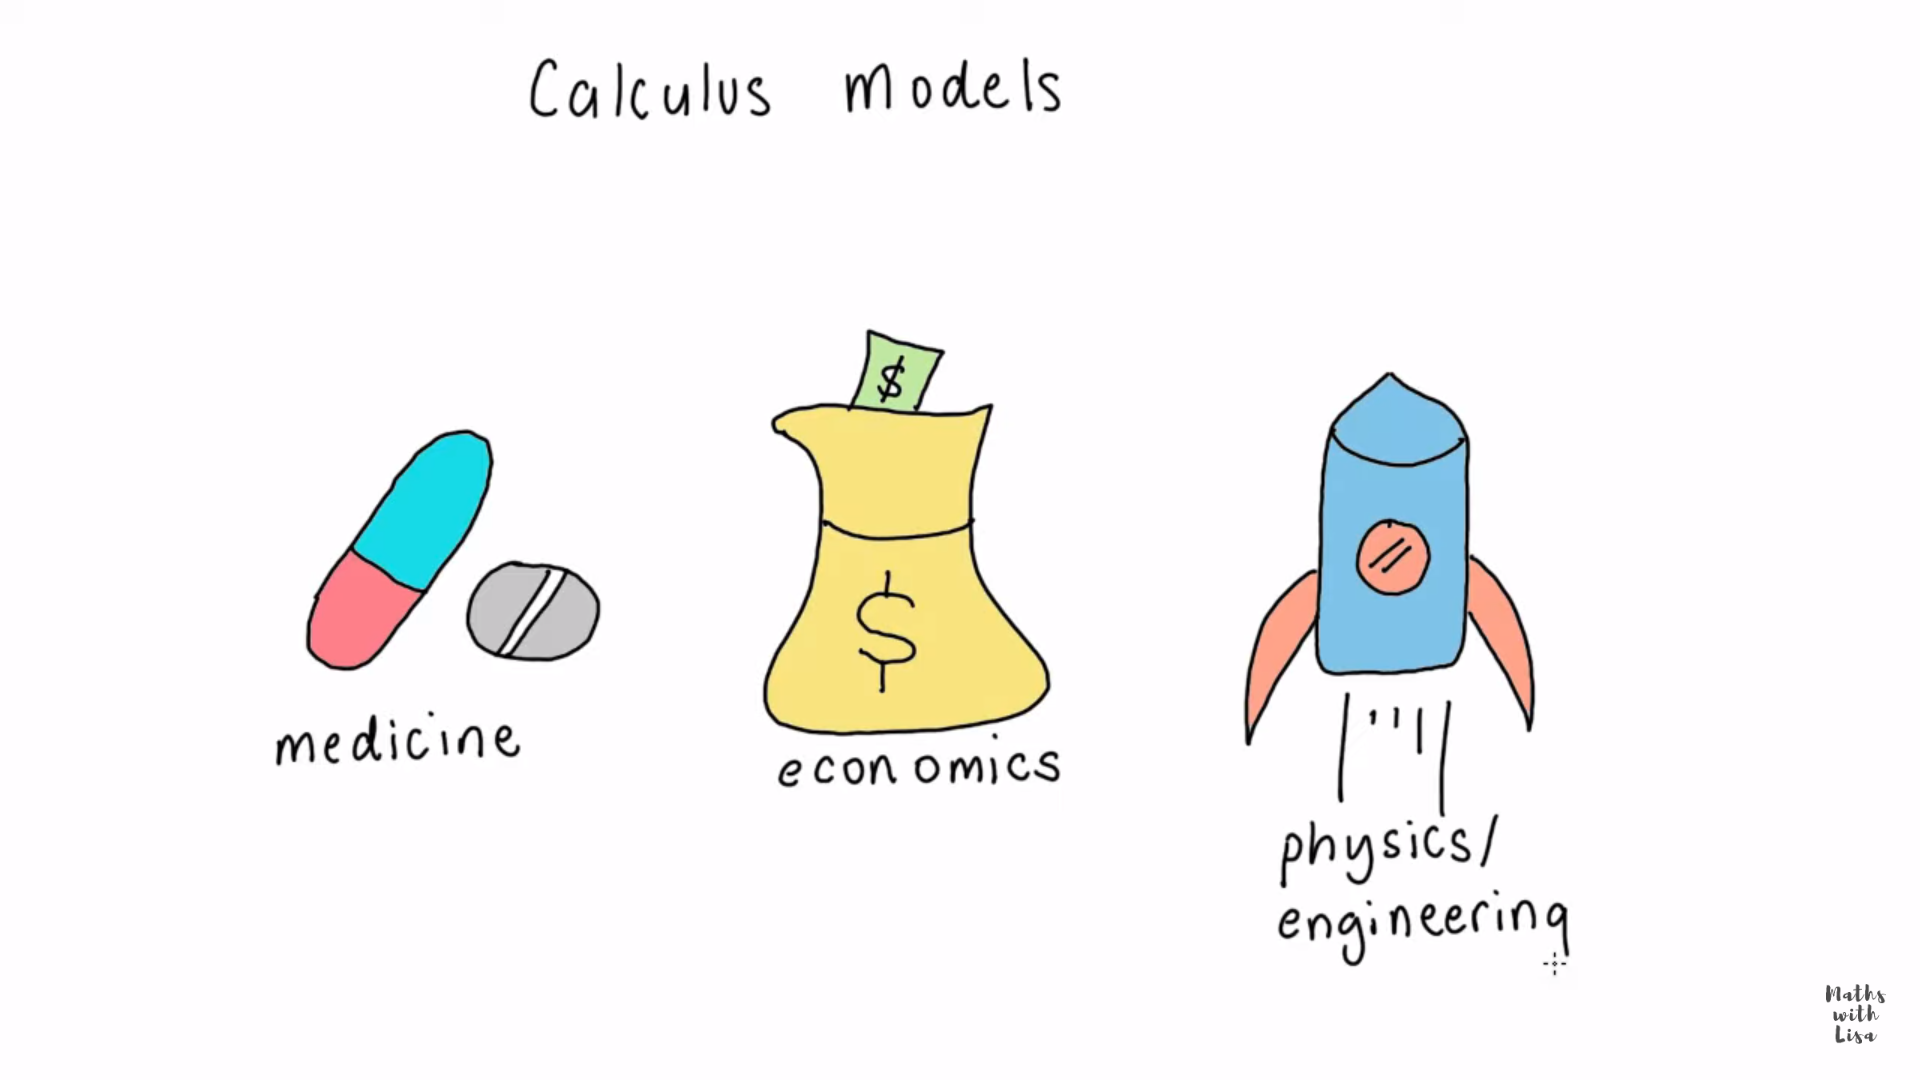 Calculus models
$
$
medicine
economics
physics/
engineering
Maths
with
Lisa